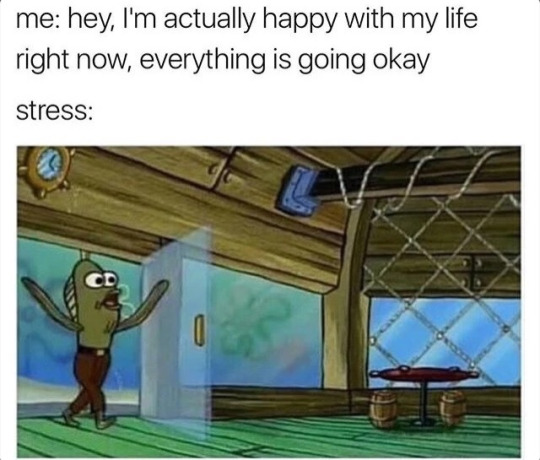 me: hey, I'm actually happy with my life
right now, everything is going okay
stress: